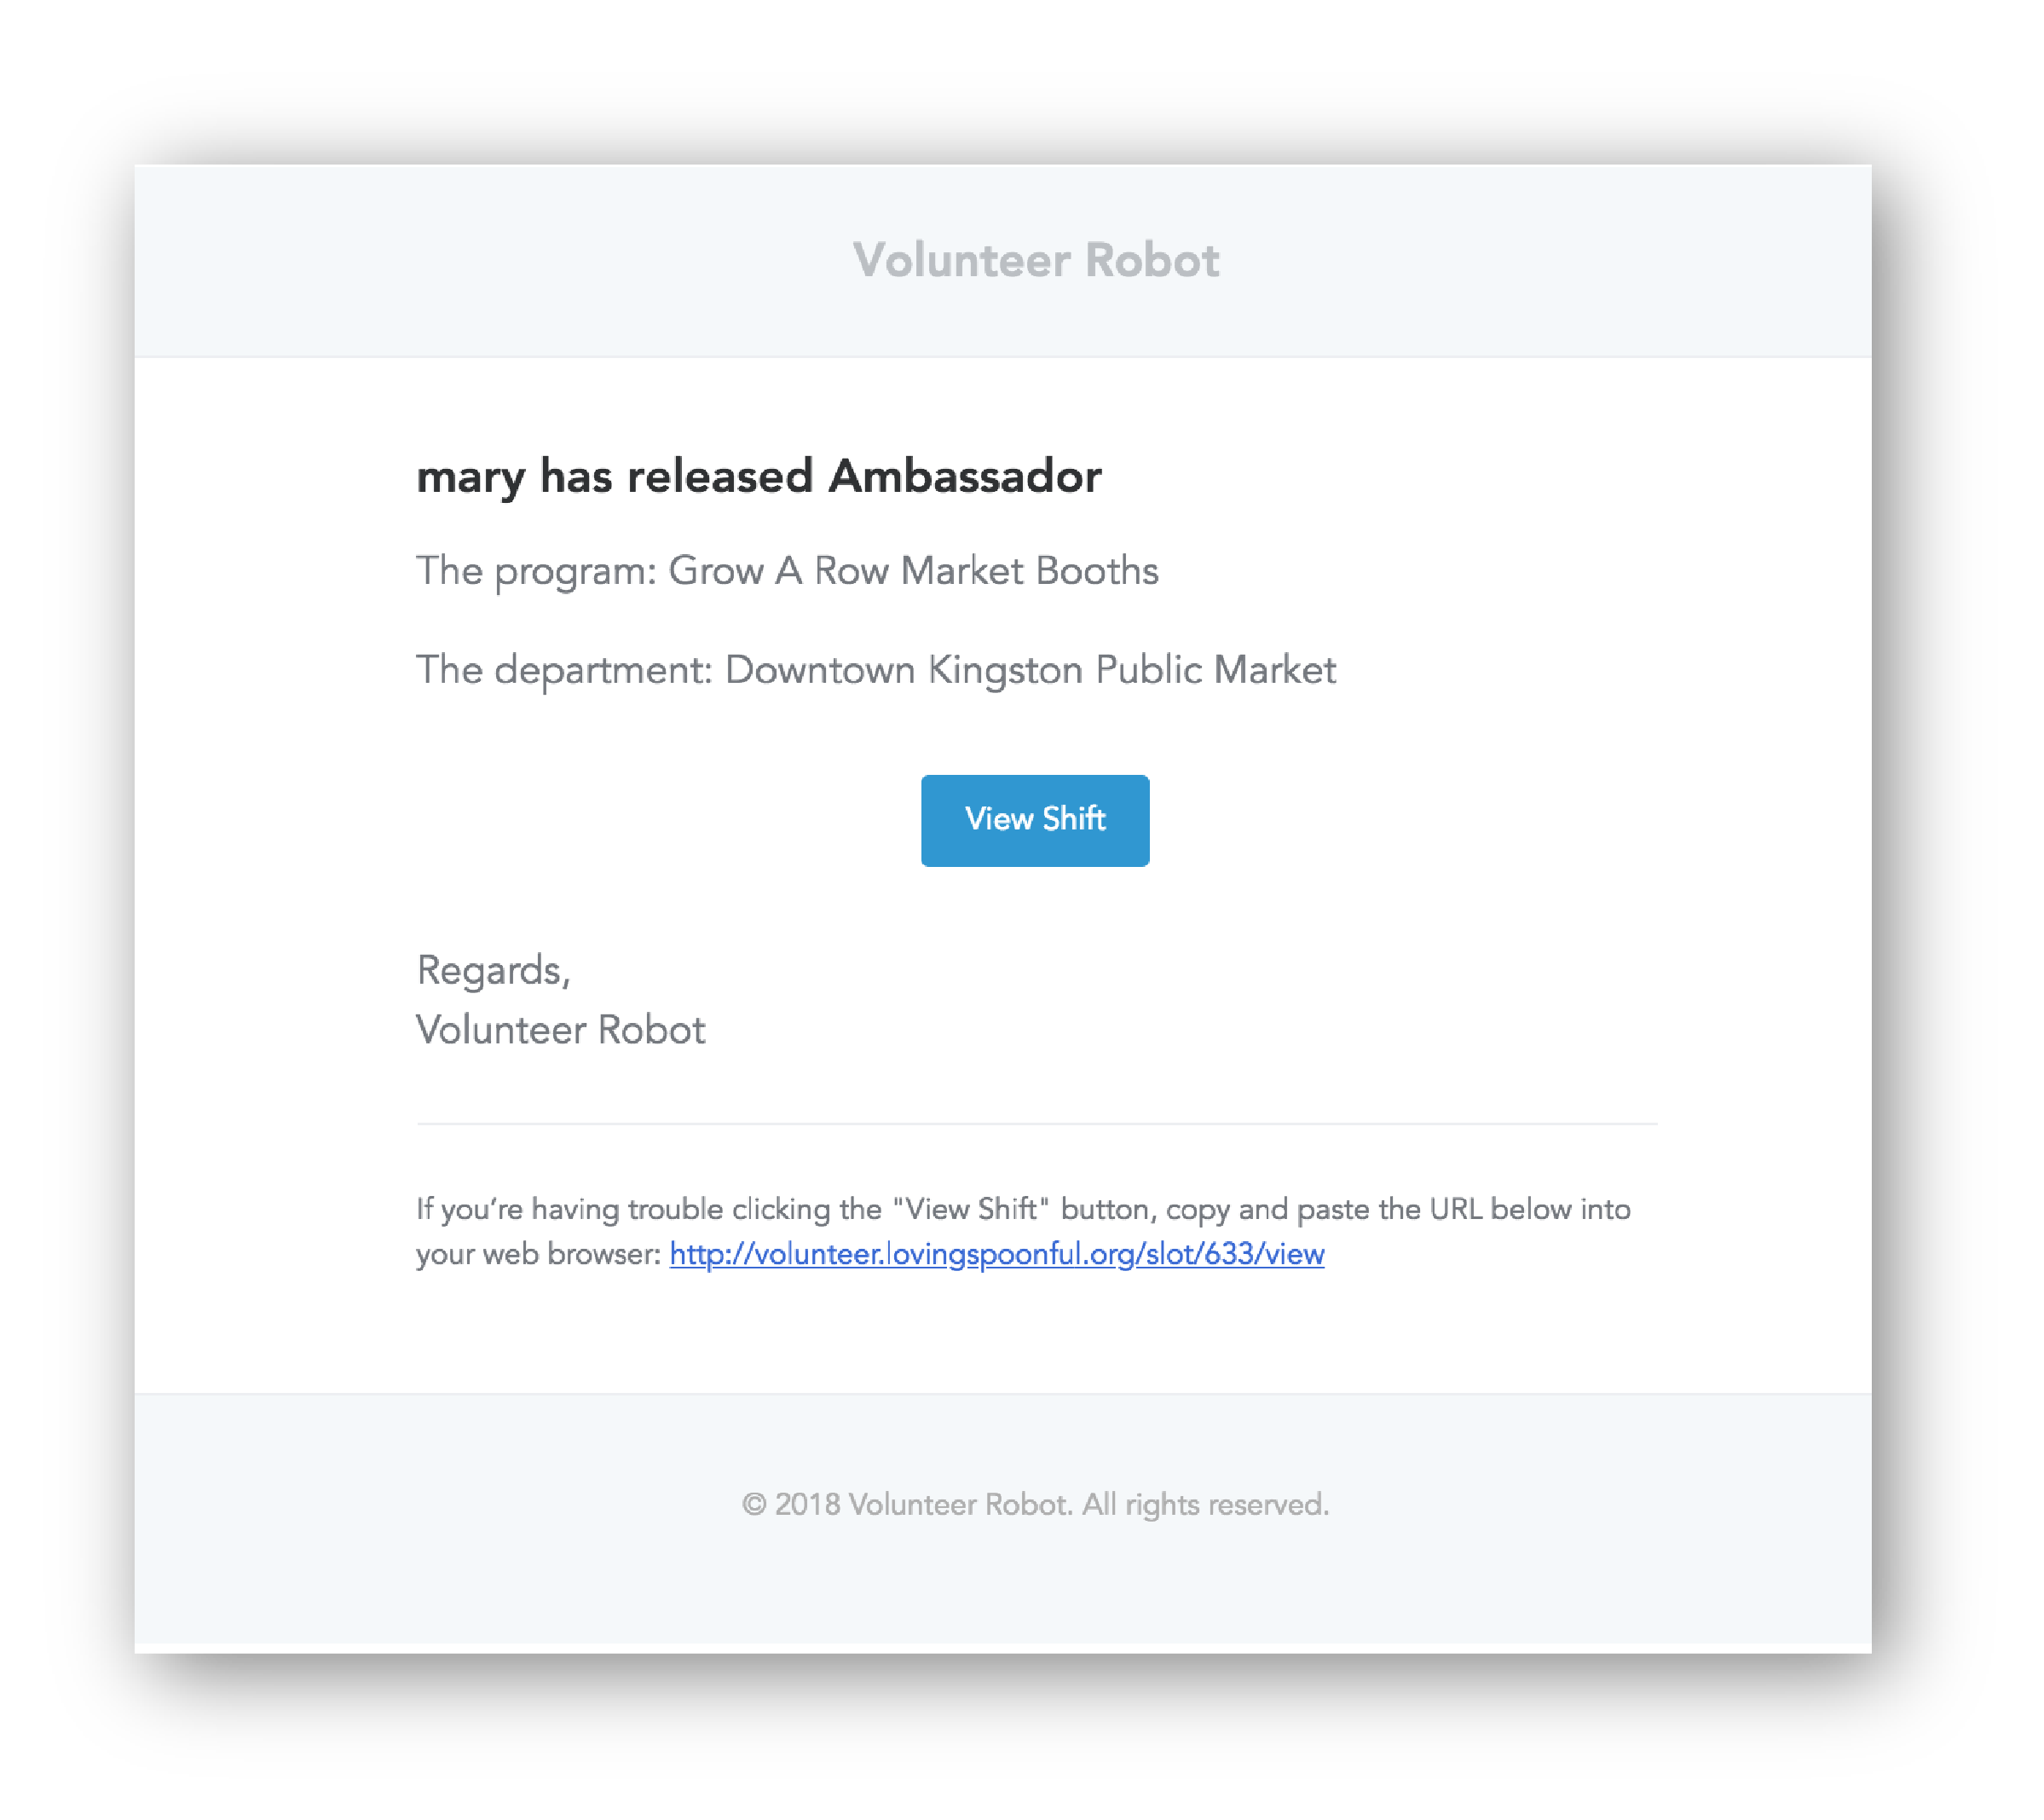 Volunteer Robot
mary has released Ambassador
The program: Grow A Row Market Booths
The department: Downtown Kingston Public Market
View Shift
Regards,
Volunteer Robot
If you’re having trouble clicking the "View Shift" button, copy and paste the URL below into
your web browser: http://volunteer.lovingspoonful.org/slot/633/view
© 2018 Volunteer Robot. All rights reserved.